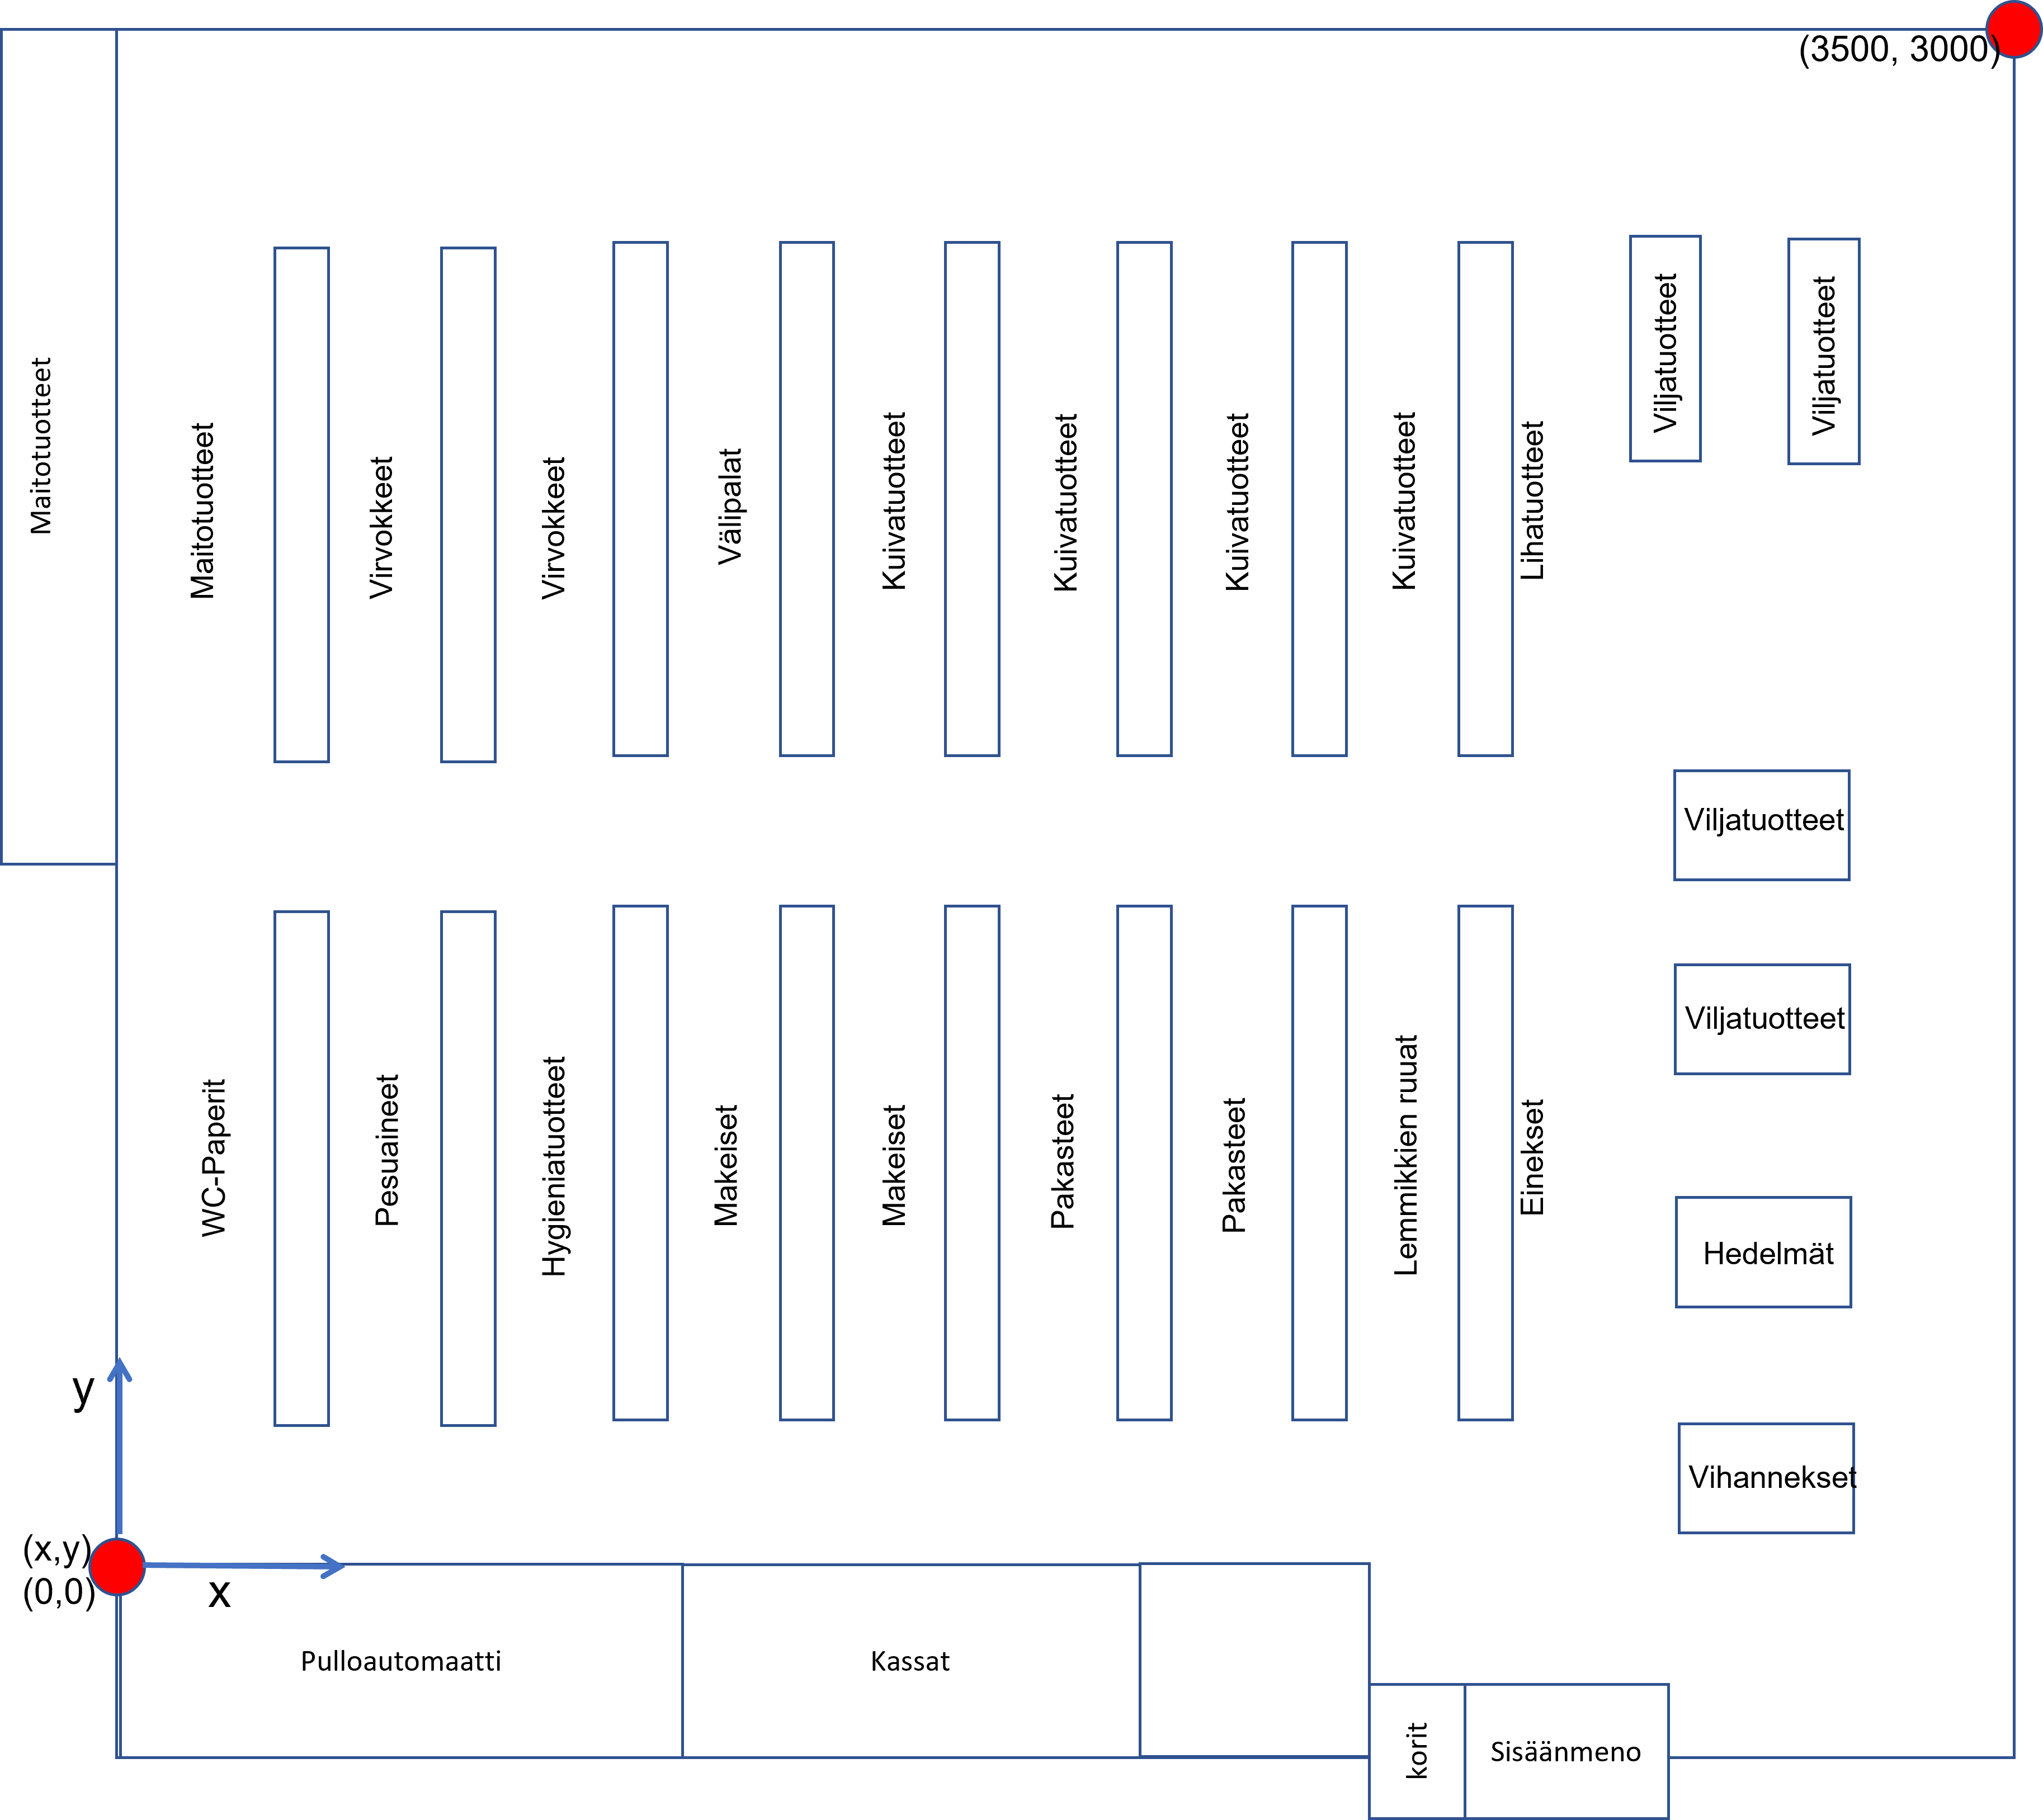 (3500, 3000)
Maitotuotteet
Maitotuotteet
Virvokkeet
Virvokkeet
Välipalat
Kuivatuotteet
Kuivatuotteet
Kuivatuotteet
Kuivatuotteet
Lihatuotteet
Viljatuotteet
Viljatuotteet
Viljatuotteet
Viljatuotteet
WC-Paperit
Pesuaineet
Hygieniatuotteet
Makeiset
Makeiset
Pakasteet
Pakasteet
Lemmikkien ruuat
Einekset
Hedelmät
Vihannekset
y
(x,y)
(0,0)
x
Pulloautomaatti
Kassat
korit
Sisäänmeno